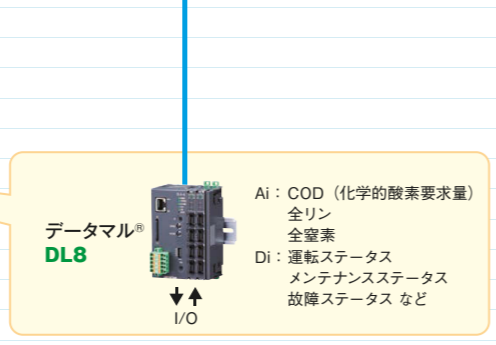 データマル®
DL8
I/O
Ai：COD（化学的酸素要求量）
全リン
全窒素
Di：運転ステータス
メンテナンスステータス
故障ステータス など